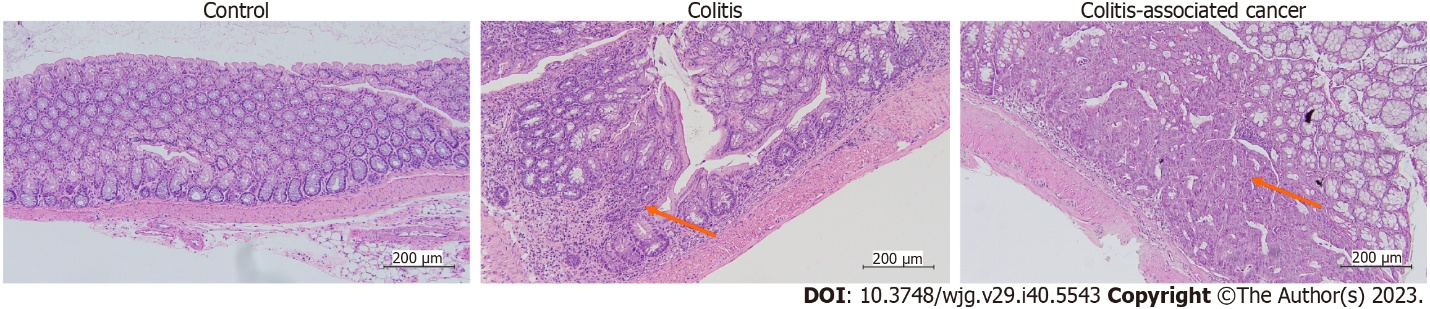 Control
Colitis
Colitis-associated cancer
200 µm
200 µm
200 µm
DOI: 10.3748/wjg.v29.i40.5543 Copyright ©The Author(s) 2023.